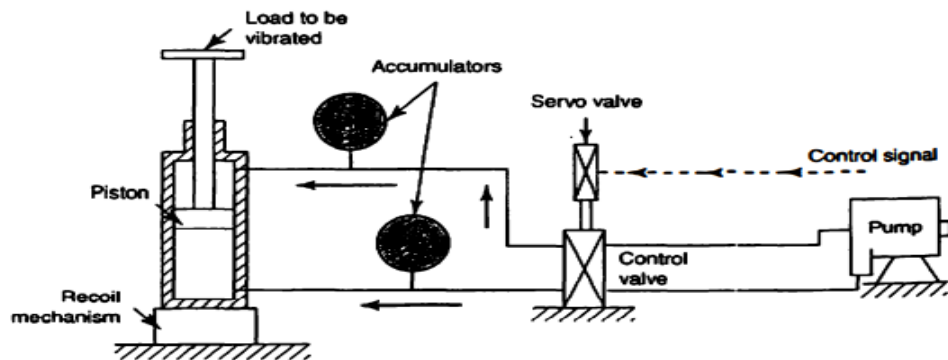 Load to be
vibrated
Accumulators
Servo valve
Control signal
Piston
Pump
Control
valve
Recoil
mechanism